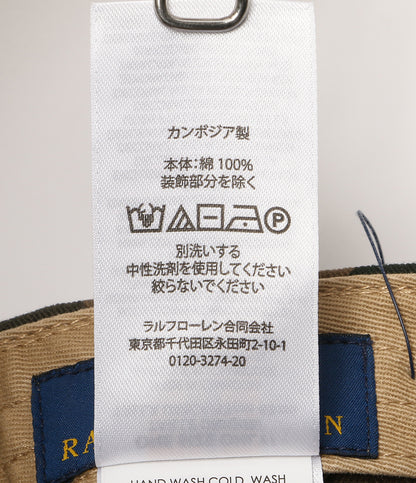 カンボジア製
本体：綿 100%
装飾部分を除く
別洗いする
中性洗剤を使用してください
絞らないでください
ラルフローレン合同会社
東京都千代田区永田町2-10-1
0120-3274-20
RA N
HAND WASH COLD. WASH